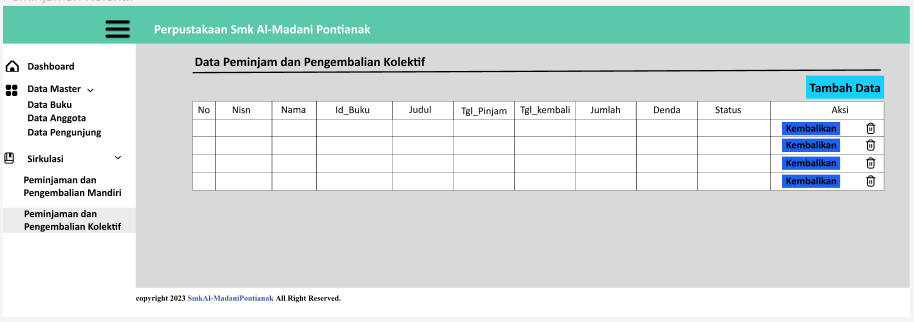 Perpustakaan Smk Al-Madani Pontianak
Dashboard
Data Master
Data Buku
Data Anggota
Data Pengunjung
Sirkulasi
Peminjaman dan
Pengembalian Mandiri
Peminjaman dan
Pengembalian Kolektif
Data Peminjam dan Pengembalian Kolektif
Tambah Data
No Nisn Nama Id_Buku Judul Tgl_Pinjam Tgl_kembali Jumlah Denda Status Aksi
Kembalikan
Kembalikan
Kembalikan
Kembalikan
copyright 2023 SmkAl-MadaniPontianak All Right Reserved.